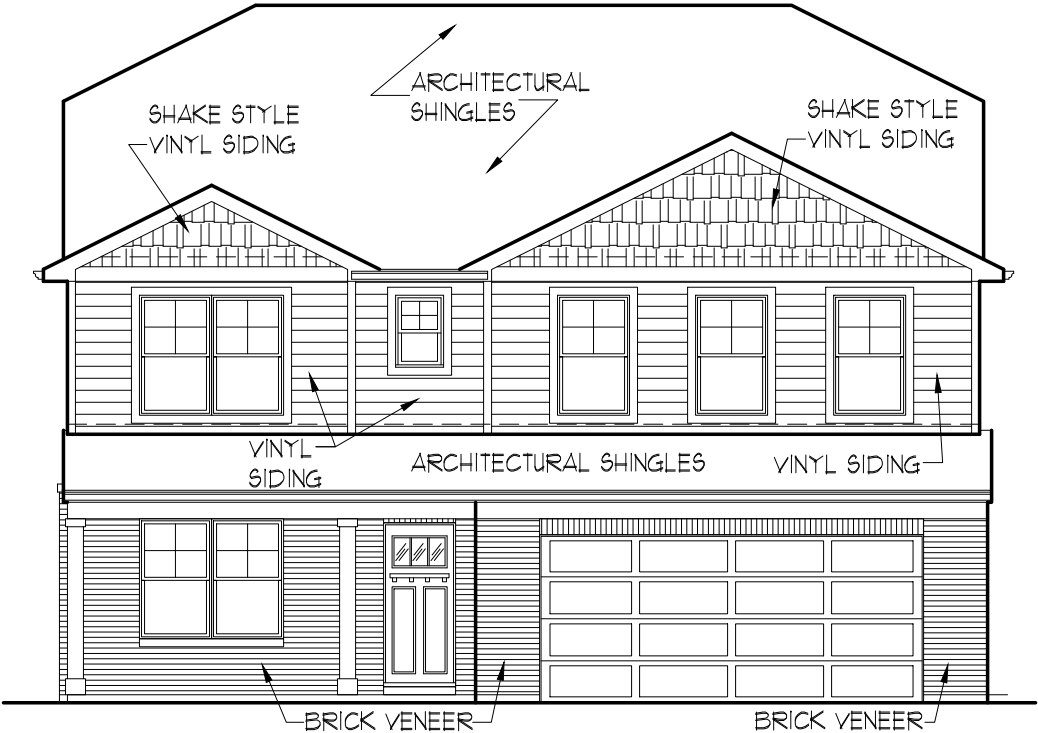 ARCHITECTURAL
SHINGLES
SHAKE STYLE
VINYL SIDING
SHAKE STYLE
VINYL SIDING
VINYL
SIDING
ARCHITECTURAL SHINGLES
VINYL SIDING
BRICK VENEER
BRICK VENEER